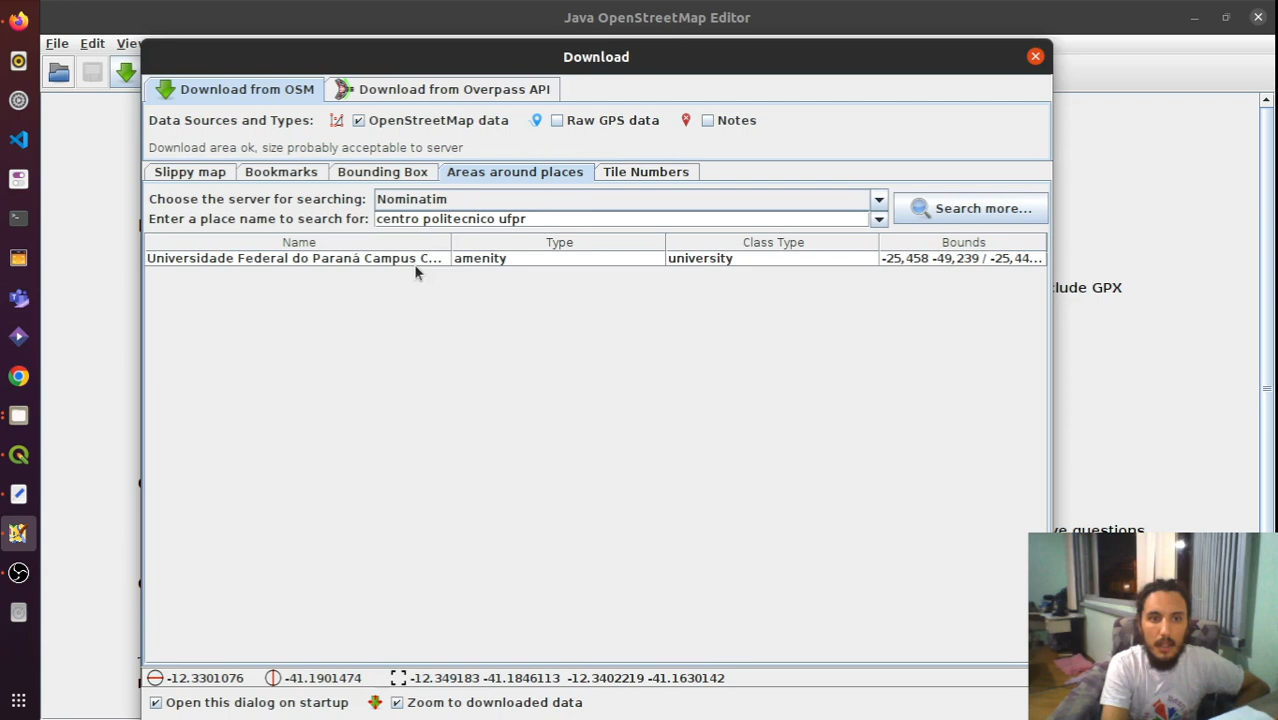 Java OpenStreetMap Editor
File Edit
Download
Download from OSM Download from Overpass API
Data Sources and Types: OpenStreetMap data Raw GPS data Notes
Download area ok, size probably acceptable to server
Slippy map Bookmarks Bounding Box Areas around places Tile Numbers
Choose the server for searching: Nominatim
Search more...
Enter a place name to search for: centro politecnico ufpr
Name Type Class Type Bounds
Universidade Federal do Paraná Campus C... amenity university -25,458 -49,239 / -25,44...
GPX
questions
-12.3301076 -41.1901474 -12.349183 -41.1846113 -12.3402219 -41.1630142
Open this dialog on startup Zoom to downloaded data